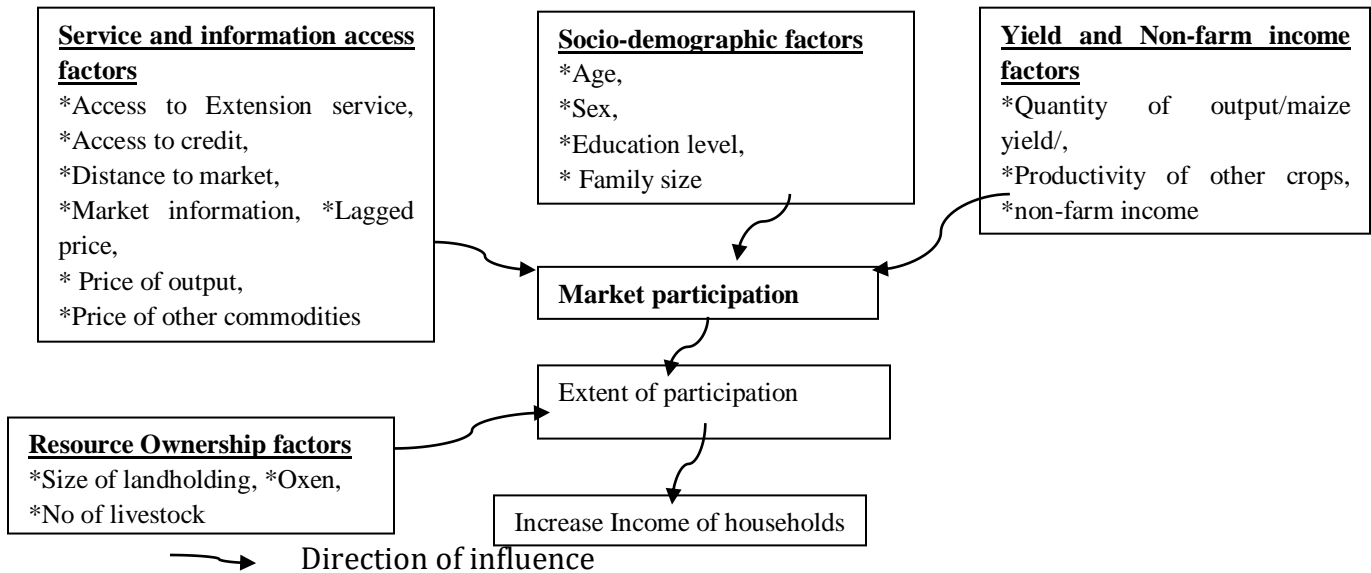 Service and information access
factors
*Access to Extension service,
*Access to credit,
*Distance to market,
*Market information, *Lagged
price,
* Price of output,
*Price of other commodities
Socio-demographic factors
*Age,
*Sex,
*Education level,
* Family size
Yield and Non-farm income
factors
*Quantity of output/maize
yield/,
*Productivity of other crops,
*non-farm income
Market participation
Extent of participation
Resource Ownership factors
*Size of landholding, *Oxen,
*No of livestock
Increase Income of households
Direction of influence